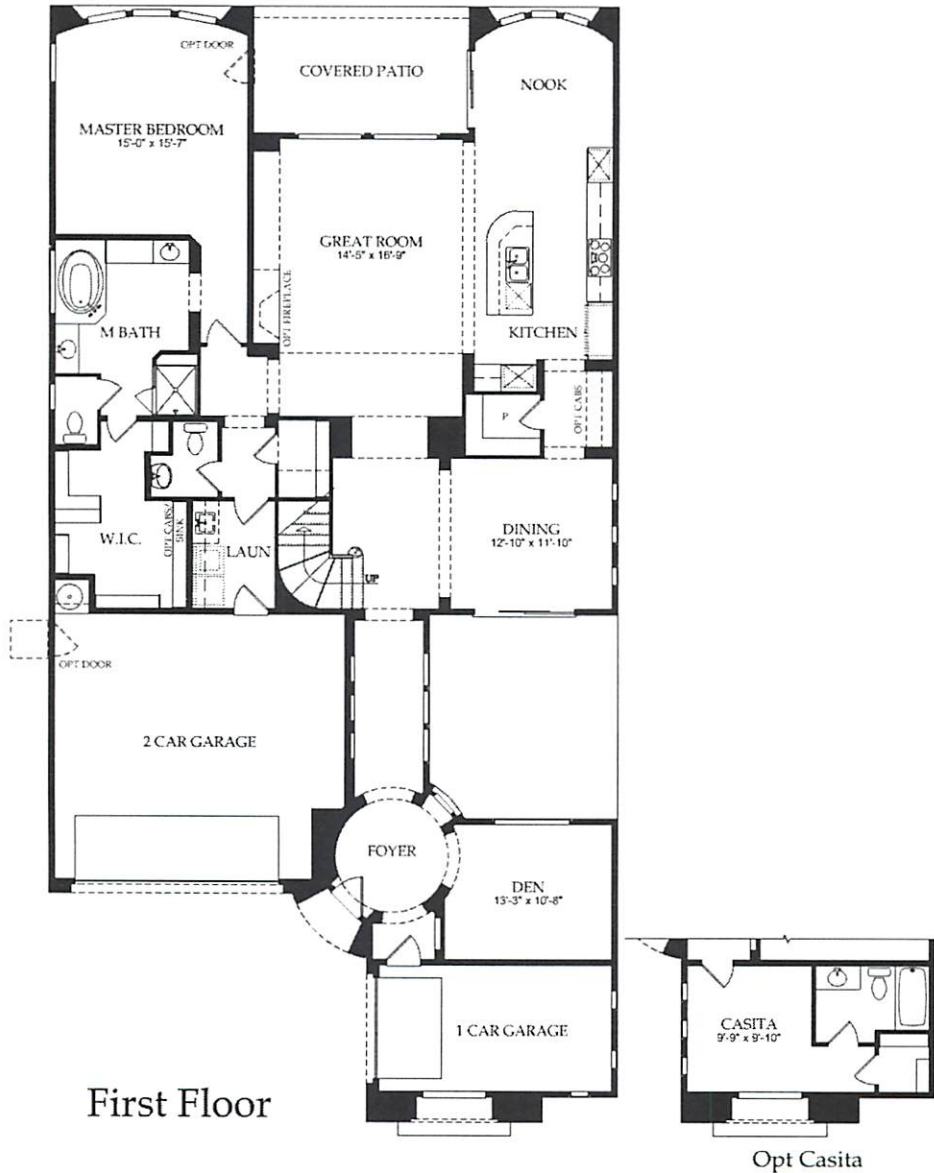 OPT DOOR
COVERED PATIO
NOOK
MASTER BEDROOM
15'-0" x 15'-7"
GREAT ROOM
14'-5" x 16'-9"
OPT FIREPLACE
M BATH
KITCHEN
P
OPT CABS
W.I.C.
OPT CABS/
SINK
LAUN
UP
DINING
12'-10" x 11'-10"
OPT DOOR
2 CAR GARAGE
FOYER
DEN
13'-3" x 10'-8"
1 CAR GARAGE
CASITA
9'-9" x 9'-10"
First Floor
Opt Casita